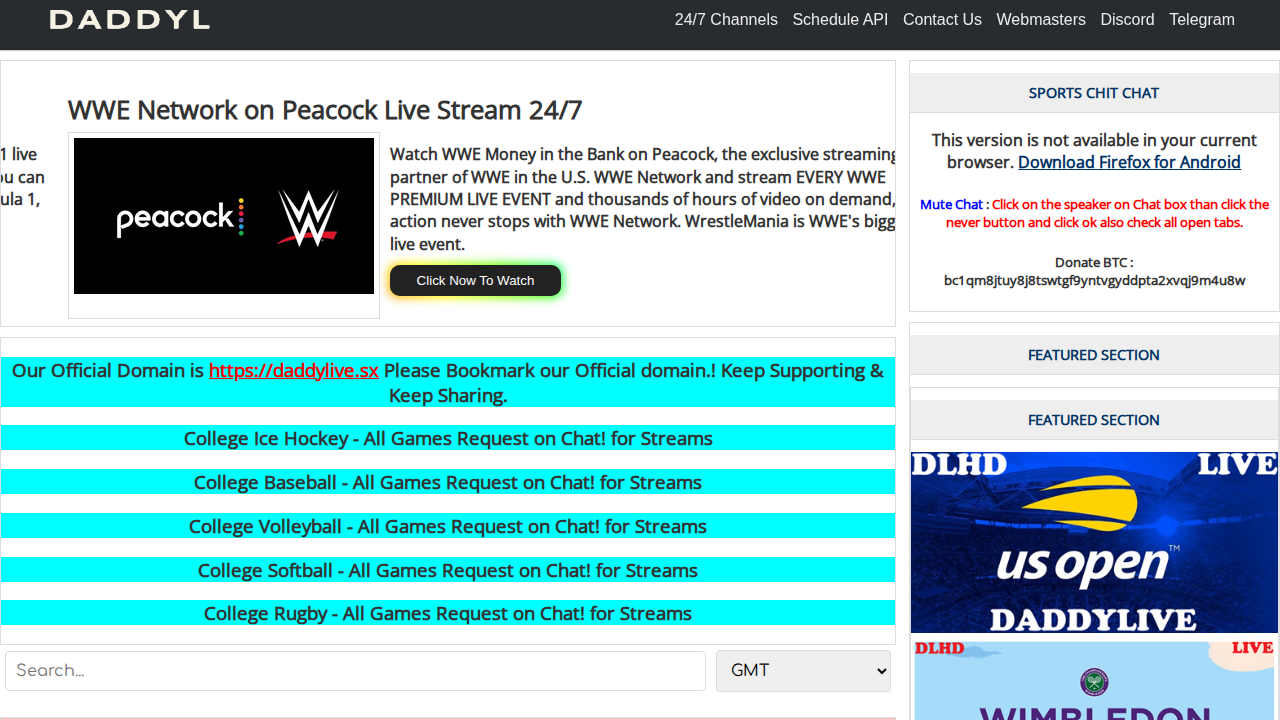 DADDYL
24/7 Channels Schedule API Contact Us Webmasters Discord Telegram
WWE Network on Peacock Live Stream 24/7
1 live
ou can
ula 1,
peacock
W
Watch WWE Money in the Bank on Peacock, the exclusive streaming
partner of WWE in the U.S. WWE Network and stream EVERY WWE
PREMIUM LIVE EVENT and thousands of hours of video on demand,
action never stops with WWE Network. WrestleMania is WWE's bigg
live event.
Click Now To Watch
Our Official Domain is https://daddylive.sx Please Bookmark our Official domain.! Keep Supporting &
Keep Sharing.
College Ice Hockey - All Games Request on Chat! for Streams
College Baseball - All Games Request on Chat! for Streams
College Volleyball - All Games Request on Chat! for Streams
College Softball - All Games Request on Chat! for Streams
College Rugby - All Games Request on Chat! for Streams
Search...
GMT
SPORTS CHIT CHAT
This version is not available in your current
browser. Download Firefox for Android
Mute Chat : Click on the speaker on Chat box than click the
never button and click ok also check all open tabs.
Donate BTC :
bc1qm8jtuy8j8tswtgf9yntvgyddpta2xvqj9m4u8w
FEATURED SECTION
FEATURED SECTION
DLHD LIVE
us open™
DADDYLIVE
DLHD LIVE
WIMBLEDON